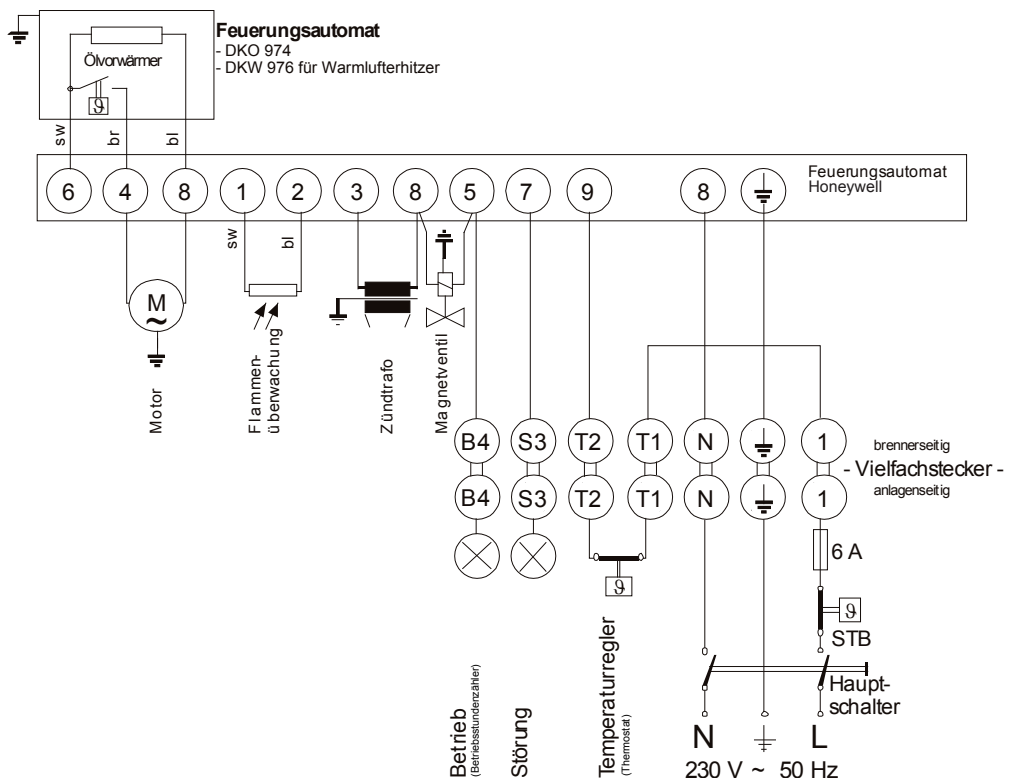 Feuerungsautomat
- DKO 974
- DKW 976 für Warmlufterhitzer
Ölvorwärmer
ϑ
sw
br
bl
Feuerungsautomat
Honeywell
6
4
8
1
2
3
8
5
7
9
8
sw
bl
M
~
Motor
Flammen-
überwachung
Zündtrafo
Magnetventil
B4
S3
T2
T1
N
1
brennerseitig
- Vielfachstecker -
anlagenseitig
B4
S3
T2
T1
N
1
6 A
ϑ
ϑ
STB
Haupt-
schalter
Betrieb
(Betriebsstundenzähler)
Störung
Temperaturregler
(Thermostat)
N
L
230 V ~ 50 Hz